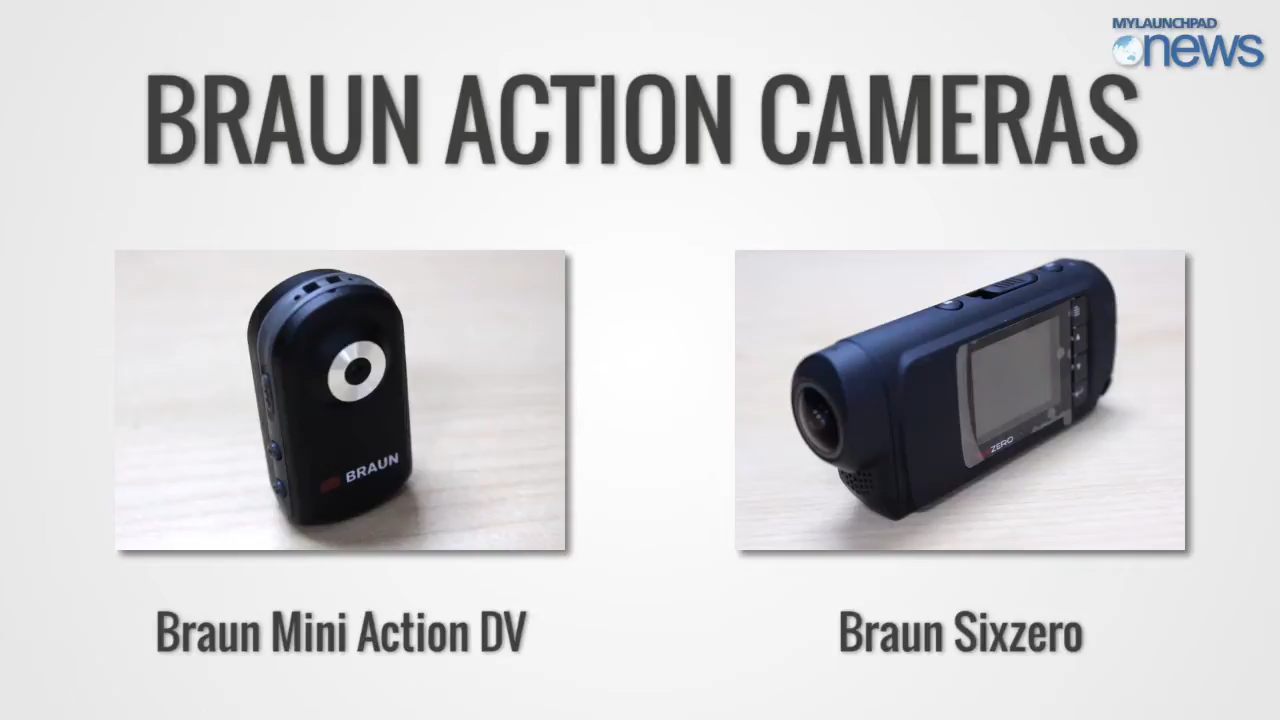 MYLAUNCHPAD
news
BRAUN ACTION CAMERAS
BRAUN
ZERO
Braun Mini Action DV
Braun Sixzero